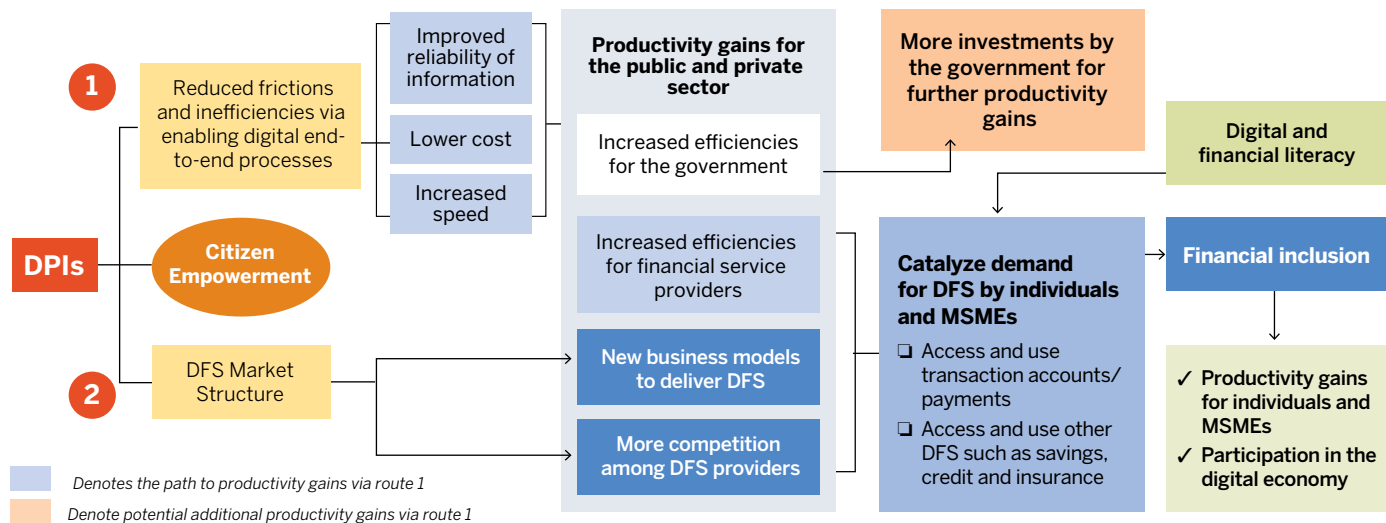 1
Reduced frictions
and inefficiencies via
enabling digital end-
to-end processes
Improved
reliability of
information
Lower cost
Increased
speed
DPIs
Citizen
Empowerment
2
DFS Market
Structure
Productivity gains for
the public and private
sector
Increased efficiencies
for the government
Increased efficiencies
for financial service
providers
New business models
to deliver DFS
More competition
among DFS providers
More investments by
the government for
further productivity
gains
Digital and
financial literacy
Catalyze demand
for DFS by individuals
and MSMEs
❏ Access and use
transaction accounts/
payments
❏ Access and use other
DFS such as savings,
credit and insurance
Financial inclusion
✓ Productivity gains
for individuals and
MSMEs
✓ Participation in the
digital economy
Denotes the path to productivity gains via route 1
Denote potential additional productivity gains via route 1